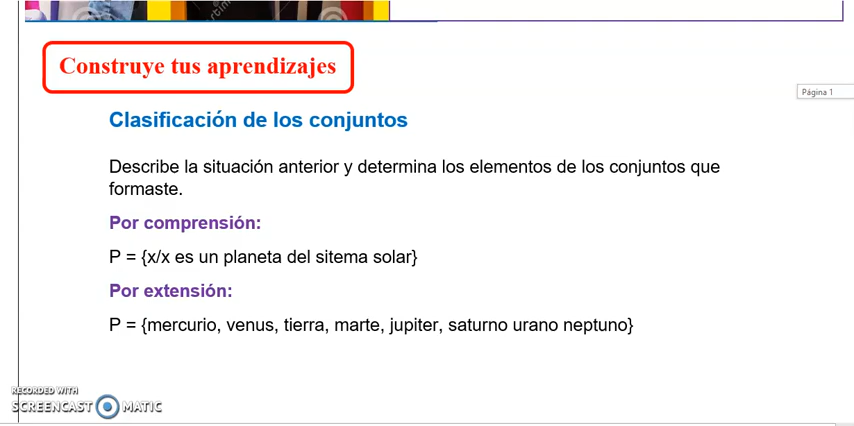 Construye tus aprendizajes
Página 1
Clasificación de los conjuntos
Describe la situación anterior y determina los elementos de los conjuntos que
formaste.
Por comprensión:
P = {x/x es un planeta del sitema solar}
Por extensión:
P = {mercurio, venus, tierra, marte, jupiter, saturno urano neptuno}
RECORDED WITH
SCREENCAST MATIC